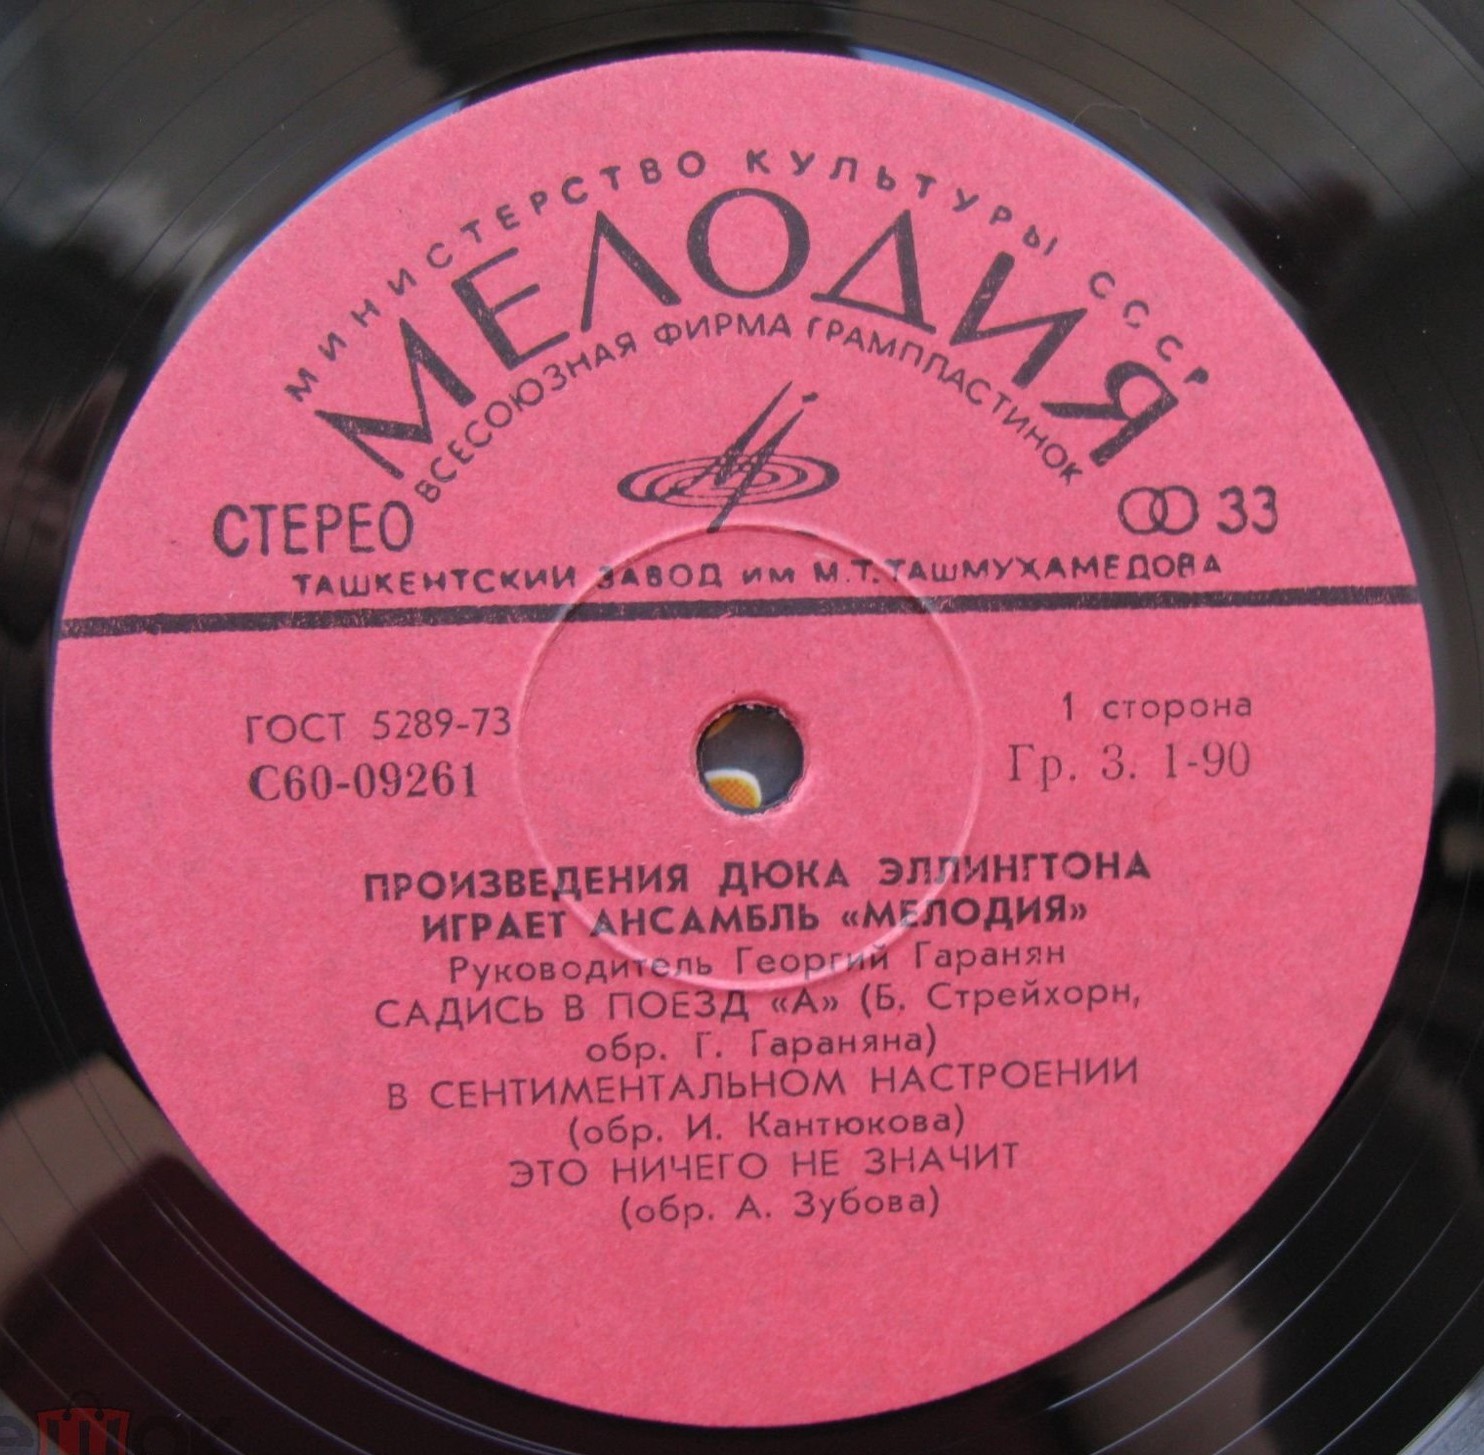 МИНИСТЕРСТВО КУЛЬТУРЫ СССР
МЕЛОДИЯ
ВСЕСОЮЗНАЯ ФИРМА ГРАМПЛАСТИНОК
СТЕРЕО
33
ТАШКЕНТСКИЙ ЗАВОД ИМ М.Т.ТАШМУХАМЕДОВА
ГОСТ 5289-73
1 сторона
С60-09261
Гр. 3. 1-90
ПРОИЗВЕДЕНИЯ ДЮКА ЭЛЛИНГТОНА
ИГРАЕТ АНСАМБЛЬ «МЕЛОДИЯ»
Руководитель Георгий Гаранян
САДИСЬ В ПОЕЗД «А» (Б. Стрейхорн,
обр. Г. Гараняна)
В СЕНТИМЕНТАЛЬНОМ НАСТРОЕНИИ
(обр. И. Кантюкова)
ЭТО НИЧЕГО НЕ ЗНАЧИТ
(обр. А. Зубова)